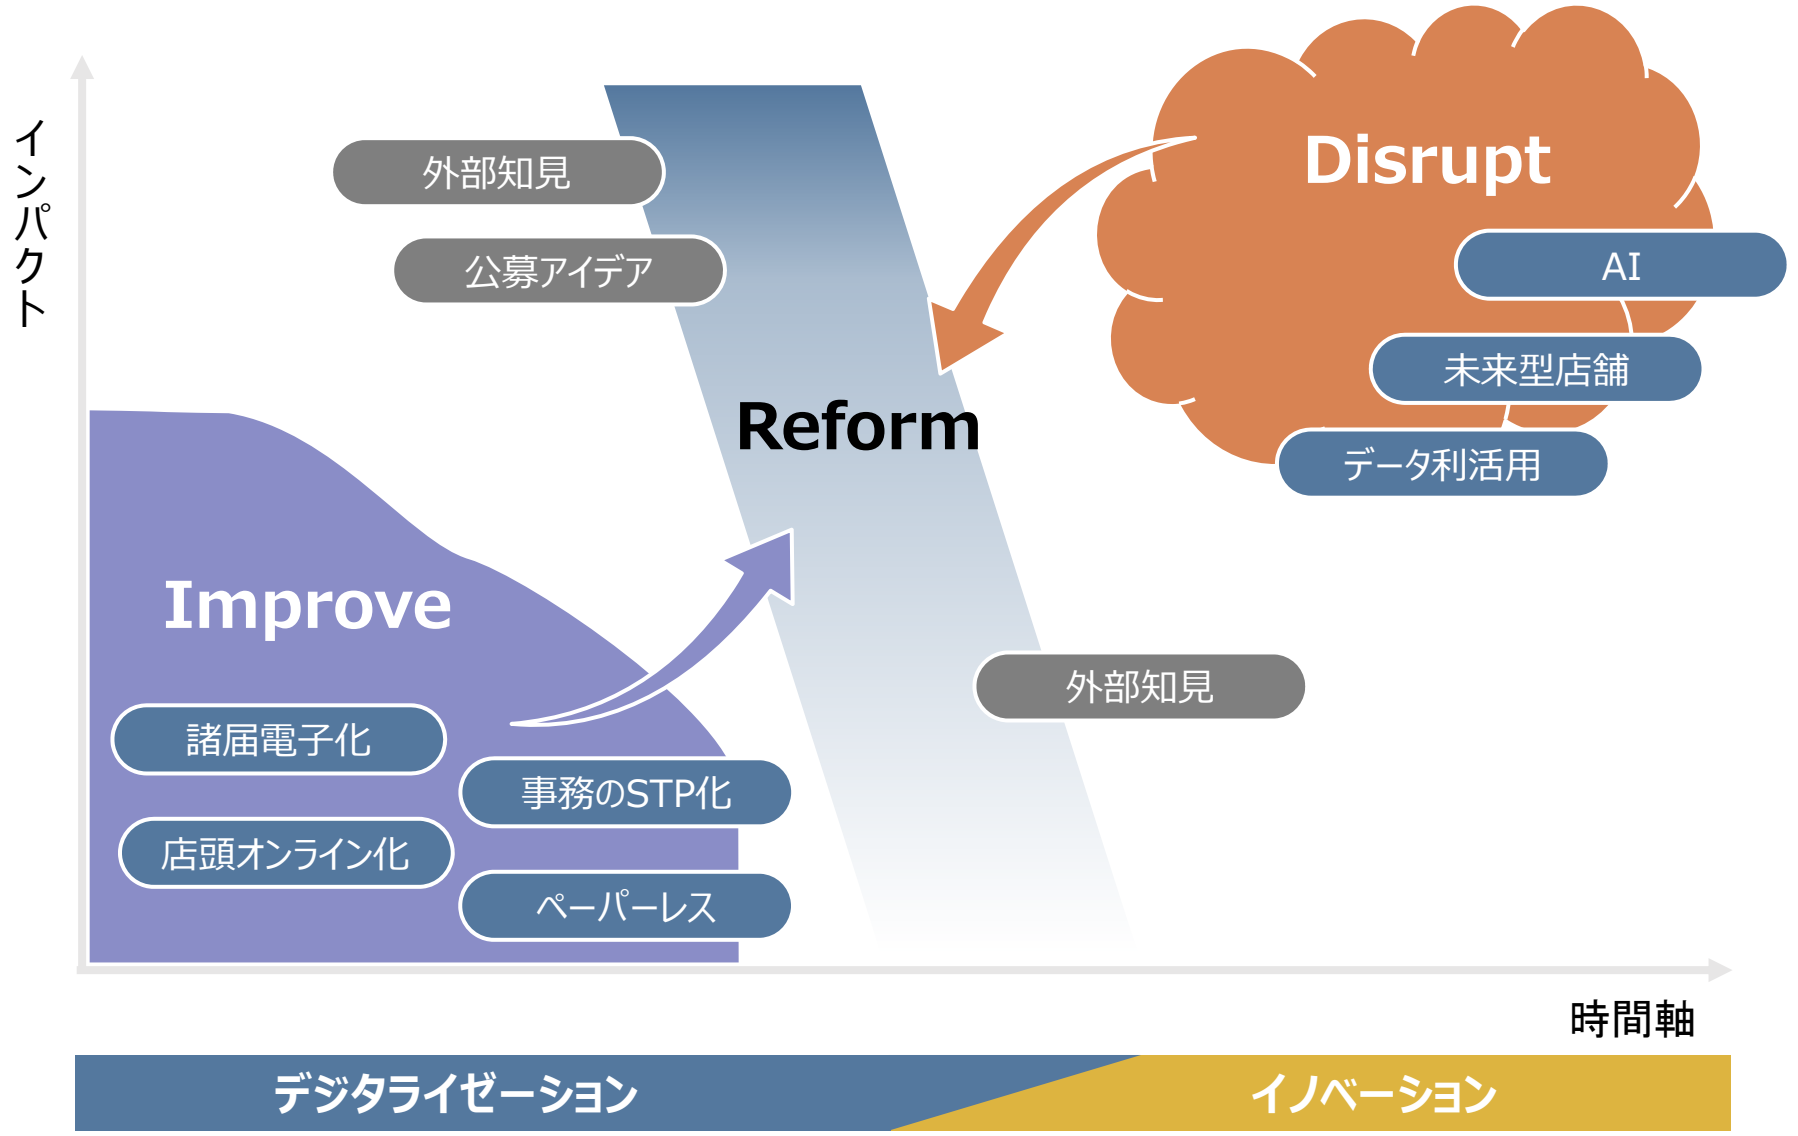 インパクト
外部知見
公募アイデア
Disrupt
AI
未来型店舗
データ利活用
Reform
Improve
外部知見
諸届電子化
事務のSTP化
店頭オンライン化
ペーパーレス
時間軸
デジタライゼーション
イノベーション